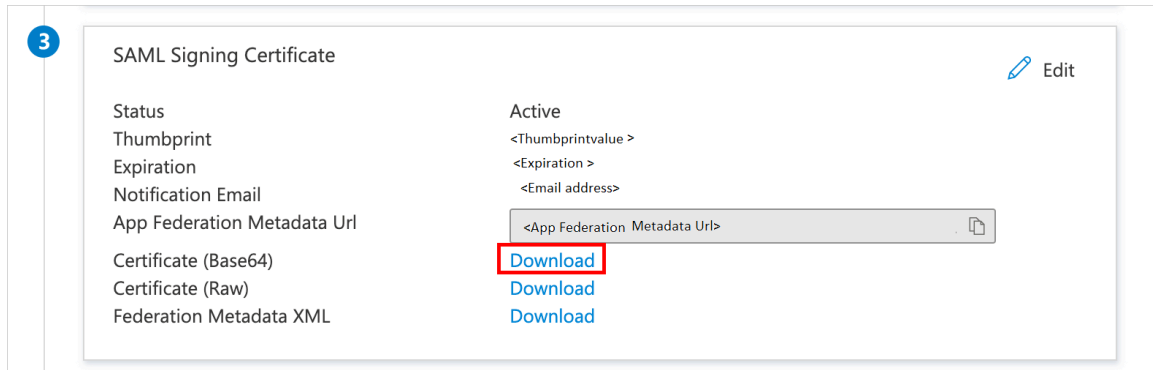 3
SAML Signing Certificate
Edit
Status Active
Thumbprint <Thumbprintvalue >
Expiration <Expiration >
Notification Email <Email address>
App Federation Metadata Url <App Federation Metadata Url>
Certificate (Base64) Download
Certificate (Raw) Download
Federation Metadata XML Download